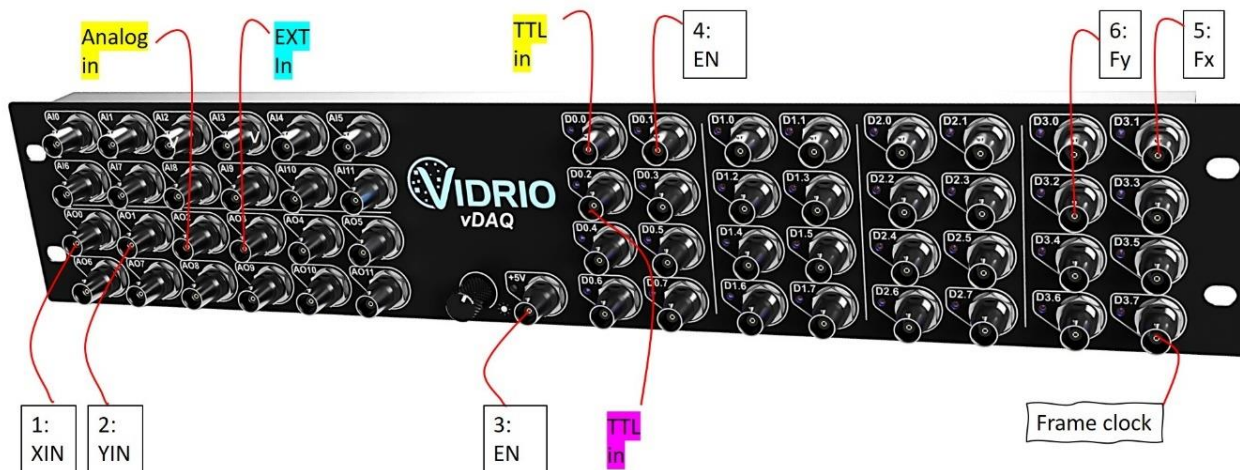 Analog
in
EXT
In
TTL
in
4:
EN
6:
Fy
5:
Fx
AI0 AI1 AI2 AI3 AI4 AI5
AI6 AI7 AI8 AI9 AI10 AI11
AO0 AO1 AO2 AO3 AO4 AO5
AO6 AO7 AO8 AO9 AO10 AO11
VIDRIO
vDAQ
+5V
D0.0 D0.1 D1.0 D1.1 D2.0 D2.1 D3.0 D3.1
D0.2 D0.3 D1.2 D1.3 D2.2 D2.3 D3.2 D3.3
D0.4 D0.5 D1.4 D1.5 D2.4 D2.5 D3.4 D3.5
D0.6 D0.7 D1.6 D1.7 D2.6 D2.7 D3.6 D3.7
1:
XIN
2:
YIN
3:
EN
TTL
in
Frame clock